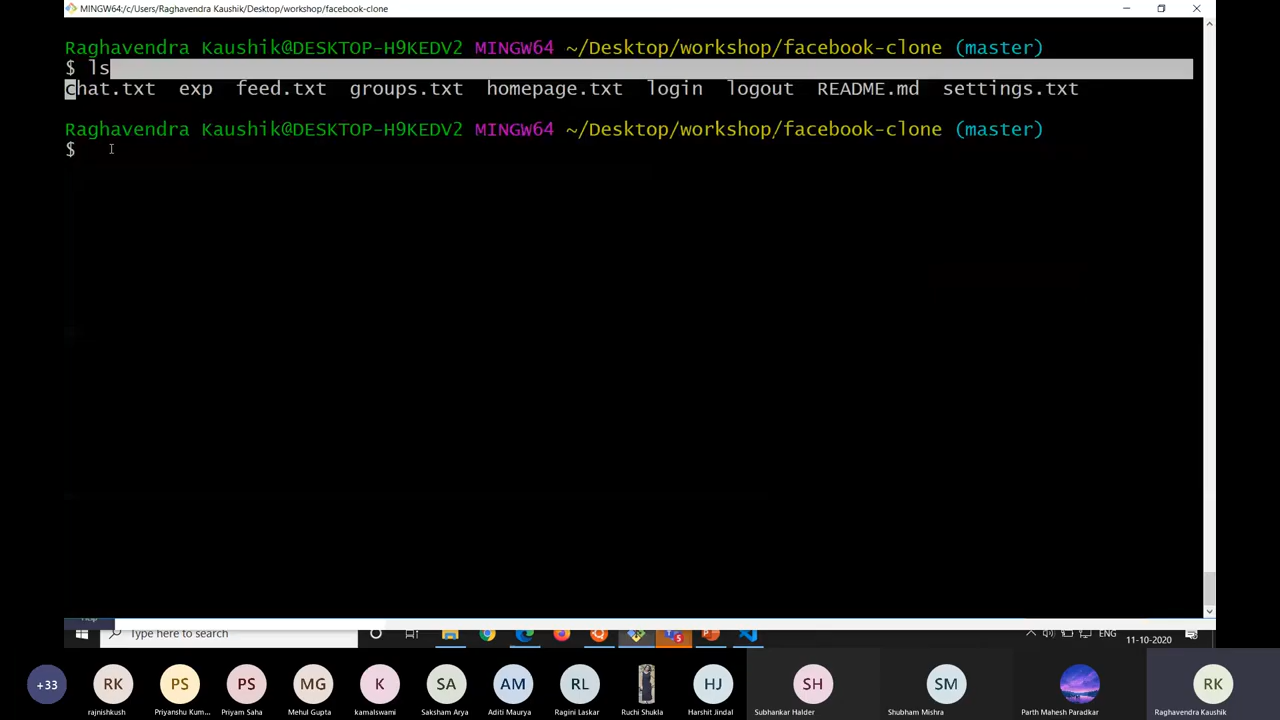 MINGW64:/c/Users/Raghavendra Kaushik/Desktop/workshop/facebook-clone
Raghavendra Kaushik@DESKTOP-H9KEDV2 MINGW64 ~/Desktop/workshop/facebook-clone (master)
$ ls
chat.txt exp feed.txt groups.txt homepage.txt login logout README.md settings.txt
Raghavendra Kaushik@DESKTOP-H9KEDV2 MINGW64 ~/Desktop/workshop/facebook-clone (master)
$
Type here to search
5
ENG
11-10-2020
+33 RK PS PS MG K SA AM RL HJ SH SM RK
rajnishkush Priyanshu Kum... Priyam Saha Mehul Gupta kamalswami Saksham Arya Aditi Maurya Ragini Laskar Ruchi Shukla Harshit Jindal Subhankar Halder Shubham Mishra Parth Mahesh Paradkar Raghavendra Kaushik